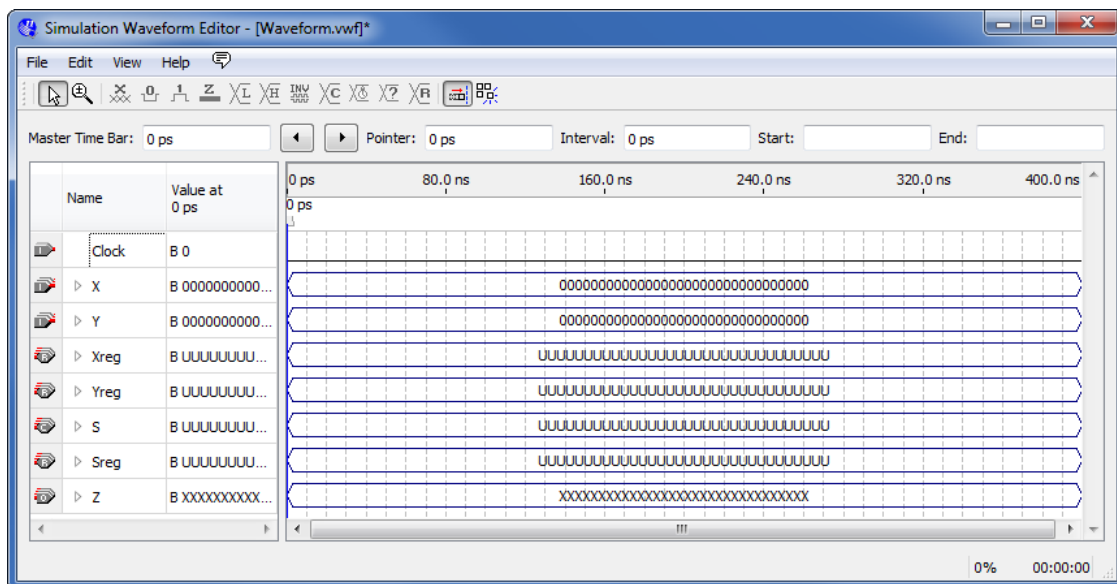 Simulation Waveform Editor - [Waveform.vwf]*
File Edit View Help
Master Time Bar: 0 ps Pointer: 0 ps Interval: 0 ps Start: End:
Name Value at 0 ps 0 ps 80.0 ns 160.0 ns 240.0 ns 320.0 ns 400.0 ns
0 ps
Clock B 0
X B 0000000000... 00000000000000000000000000000000
Y B 0000000000... 00000000000000000000000000000000
Xreg B UUUUUUUU... UUUUUUUUUUUUUUUUUUUUUUUUUUUUUUUU
Yreg B UUUUUUUU... UUUUUUUUUUUUUUUUUUUUUUUUUUUUUUUU
S B UUUUUUUU... UUUUUUUUUUUUUUUUUUUUUUUUUUUUUUUU
Sreg B UUUUUUUU... UUUUUUUUUUUUUUUUUUUUUUUUUUUUUUUU
Z B XXXXXXXXXX... XXXXXXXXXXXXXXXXXXXXXXXXXXXXXXXX
0% 00:00:00